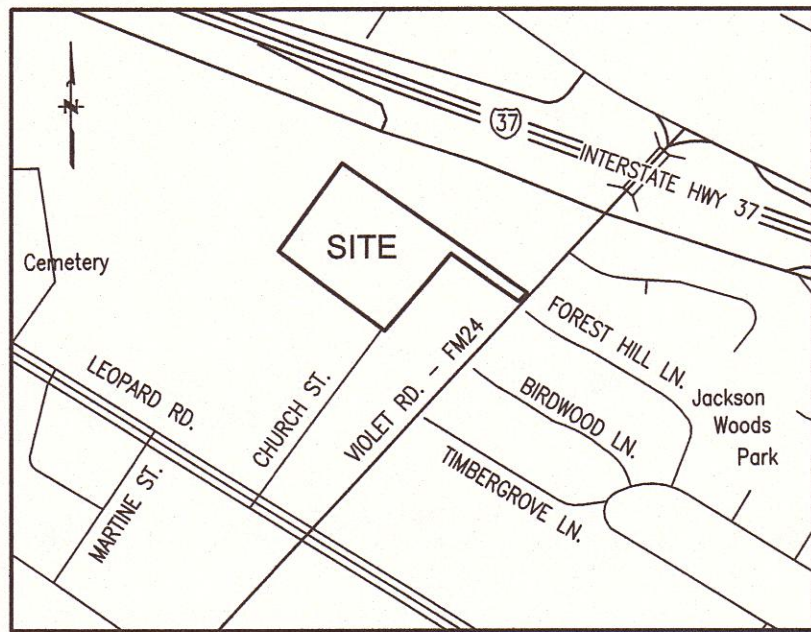 N
37
INTERSTATE HWY 37
SITE
Cemetery
FOREST HILL LN.
LEOPARD RD.
CHURCH ST.
VIOLET RD. - FM24
BIRDWOOD LN.
Jackson
Woods
Park
MARTINE ST.
TIMBERGROVE LN.